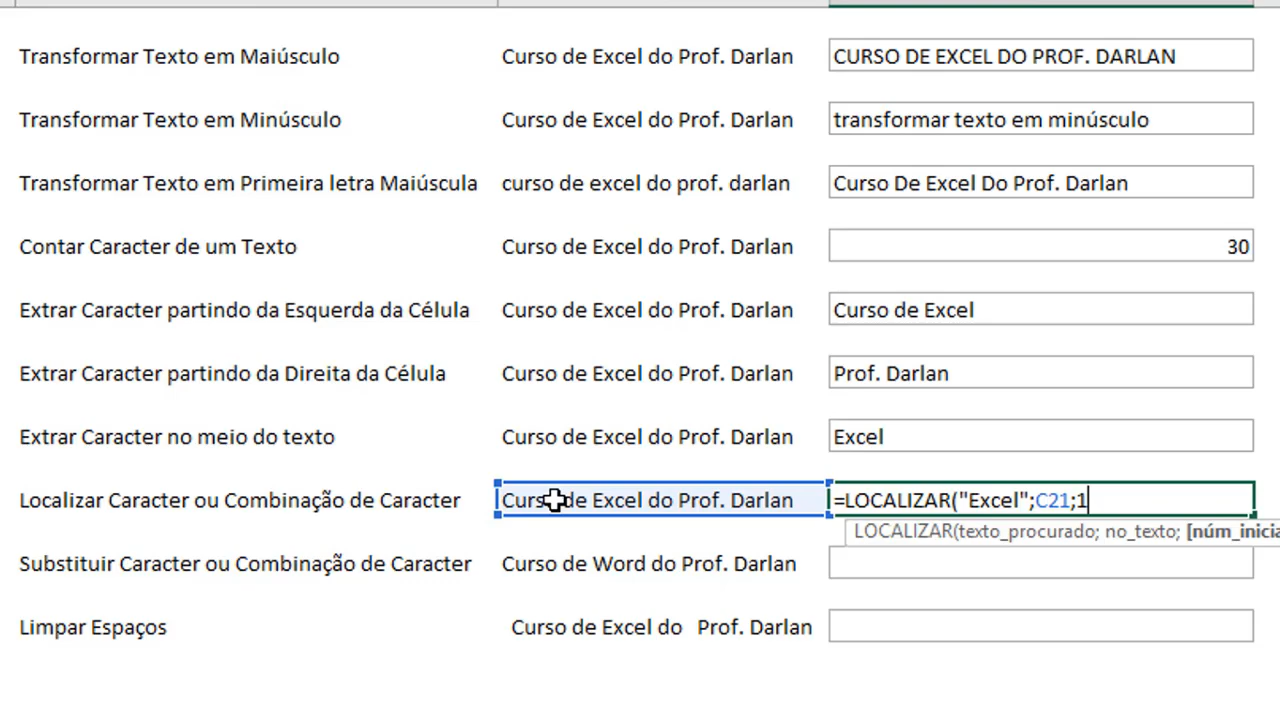 Transformar Texto em Maiúsculo Curso de Excel do Prof. Darlan CURSO DE EXCEL DO PROF. DARLAN
Transformar Texto em Minúsculo Curso de Excel do Prof. Darlan transformar texto em minúsculo
Transformar Texto em Primeira letra Maiúscula curso de excel do prof. darlan Curso De Excel Do Prof. Darlan
Contar Caracter de um Texto Curso de Excel do Prof. Darlan 30
Extrar Caracter partindo da Esquerda da Célula Curso de Excel do Prof. Darlan Curso de Excel
Extrar Caracter partindo da Direita da Célula Curso de Excel do Prof. Darlan Prof. Darlan
Extrar Caracter no meio do texto Curso de Excel do Prof. Darlan Excel
Localizar Caracter ou Combinação de Caracter Curso de Excel do Prof. Darlan =LOCALIZAR("Excel";C21;1
LOCALIZAR(texto_procurado; no_texto; [núm_inicia
Substituir Caracter ou Combinação de Caracter Curso de Word do Prof. Darlan
Limpar Espaços Curso de Excel do Prof. Darlan